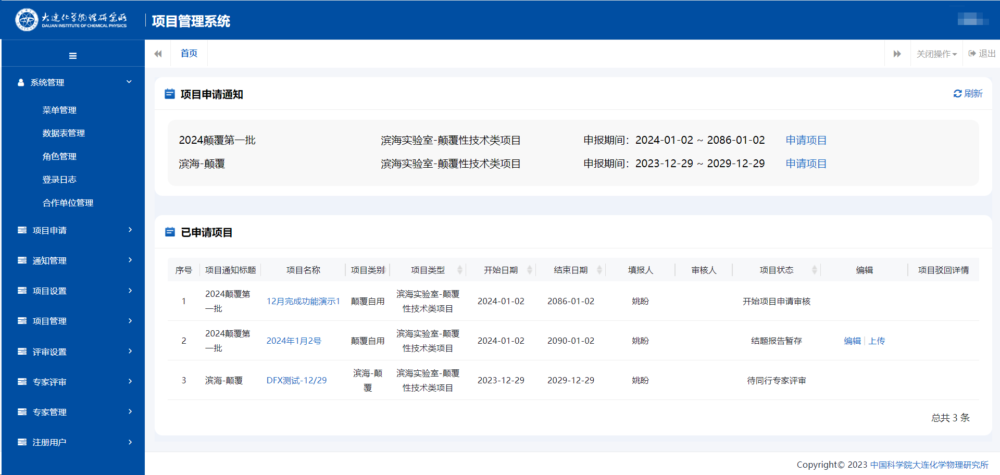 大连化学物理研究所
DALIAN INSTITUTE OF CHEMICAL PHYSICS
项目管理系统
首页
关闭操作
退出
系统管理
菜单管理
数据表管理
角色管理
登录日志
合作单位管理
项目申请
通知管理
项目设置
项目管理
评审设置
专家评审
专家管理
注册用户
项目申请通知
刷新
2024颠覆第一批 滨海实验室-颠覆性技术类项目 申报期间：2024-01-02 ~ 2086-01-02 申请项目
滨海-颠覆 滨海实验室-颠覆性技术类项目 申报期间：2023-12-29 ~ 2029-12-29 申请项目
已申请项目
序号 项目通知标题 项目名称 项目类别 项目类型 开始日期 结束日期 填报人 审核人 项目状态 编辑 项目驳回详情
1 2024颠覆第一批 12月完成功能演示1 颠覆自用 滨海实验室-颠覆性技术类项目 2024-01-02 2086-01-02 姚盼 开始项目申请审核
2 2024颠覆第一批 2024年1月2号 颠覆自用 滨海实验室-颠覆性技术类项目 2024-01-02 2090-01-02 姚盼 结题报告暂存 编辑 | 上传
3 滨海-颠覆 DFX测试-12/29 滨海-颠覆 滨海实验室-颠覆性技术类项目 2023-12-29 2029-12-29 姚盼 待同行专家评审
总共 3 条
Copyright© 2023 中国科学院大连化学物理研究所